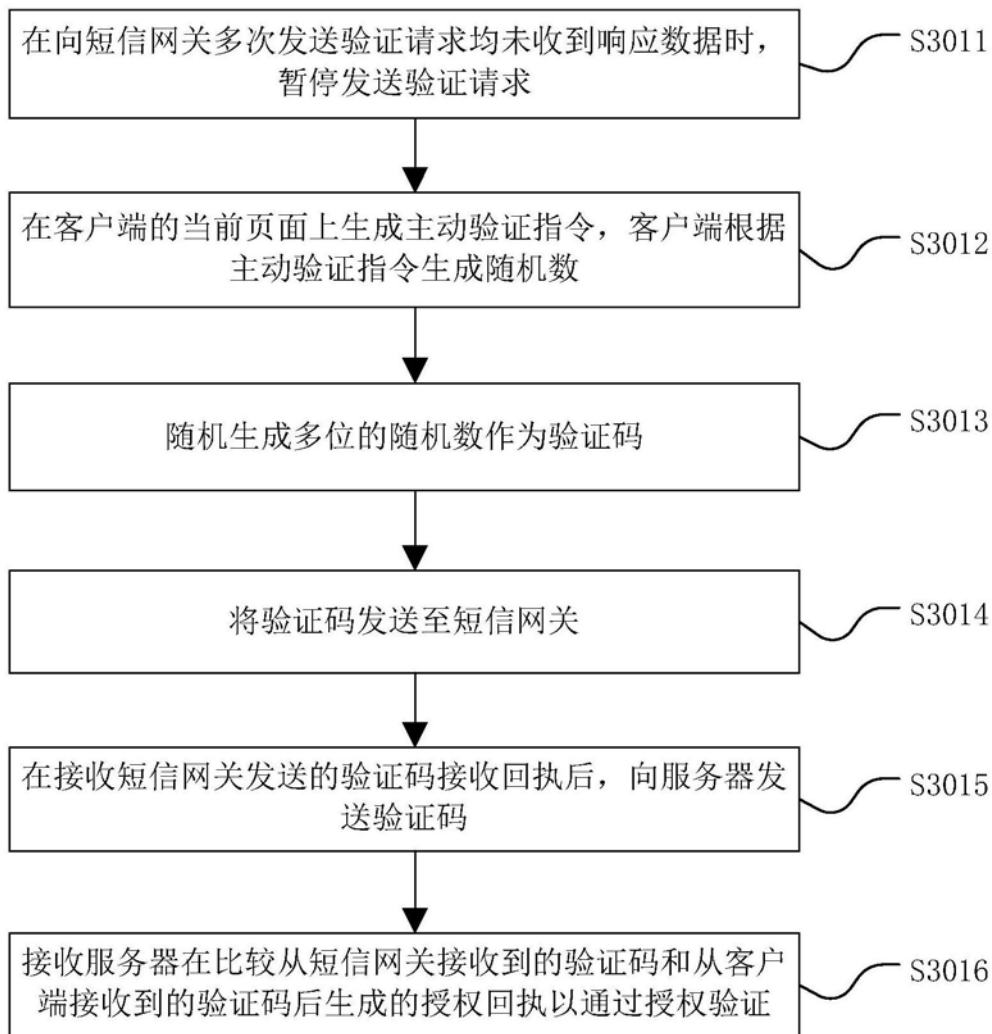 在向短信网关多次发送验证请求均未收到响应数据时，
暂停发送验证请求
S3011
在客户端的当前页面上生成主动验证指令，客户端根据
主动验证指令生成随机数
S3012
随机生成多位的随机数作为验证码
S3013
将验证码发送至短信网关
S3014
在接收短信网关发送的验证码接收回执后，向服务器发
送验证码
S3015
接收服务器在比较从短信网关接收到的验证码和从客户
端接收到的验证码后生成的授权回执以通过授权验证
S3016